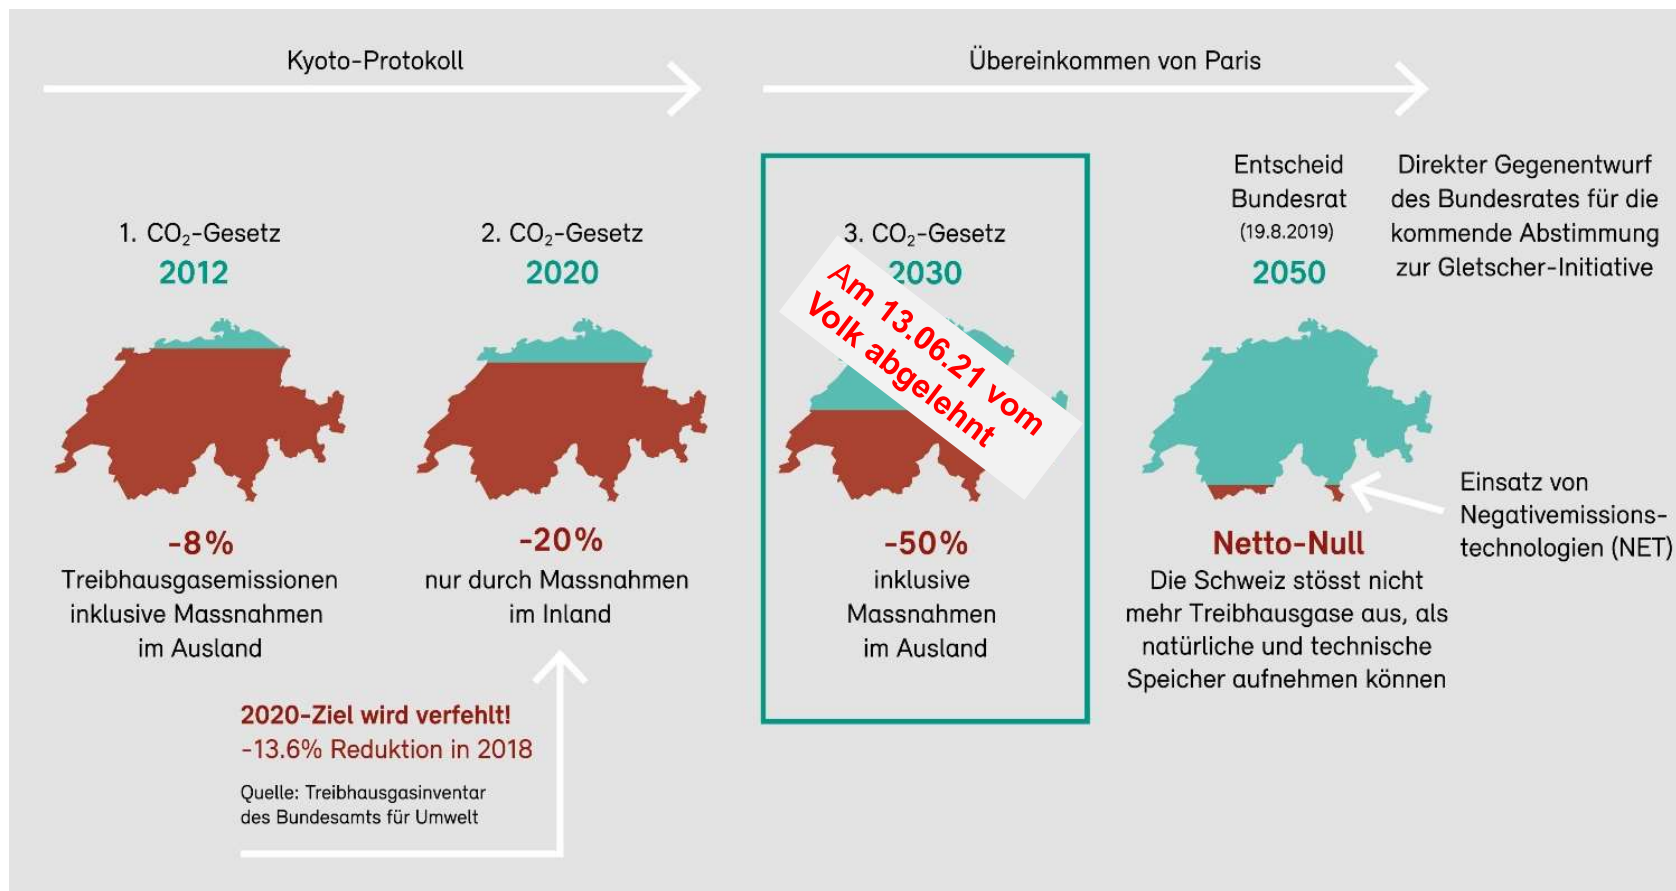 Kyoto-Protokoll
Übereinkommen von Paris
1. CO₂-Gesetz
2012
-8%
Treibhausgasemissionen
inklusive Massnahmen
im Ausland
2. CO₂-Gesetz
2020
-20%
nur durch Massnahmen
im Inland
2020-Ziel wird verfehlt!
-13.6% Reduktion in 2018
Quelle: Treibhausgasinventar
des Bundesamts für Umwelt
3. CO₂-Gesetz
2030
Am 13.06.21 vom
Volk abgelehnt
-50%
inklusive
Massnahmen
im Ausland
Entscheid
Bundesrat
(19.8.2019)
2050
Netto-Null
Die Schweiz stösst nicht
mehr Treibhausgase aus, als
natürliche und technische
Speicher aufnehmen können
Direkter Gegenentwurf
des Bundesrates für die
kommende Abstimmung
zur Gletscher-Initiative
Einsatz von
Negativemissions-
technologien (NET)